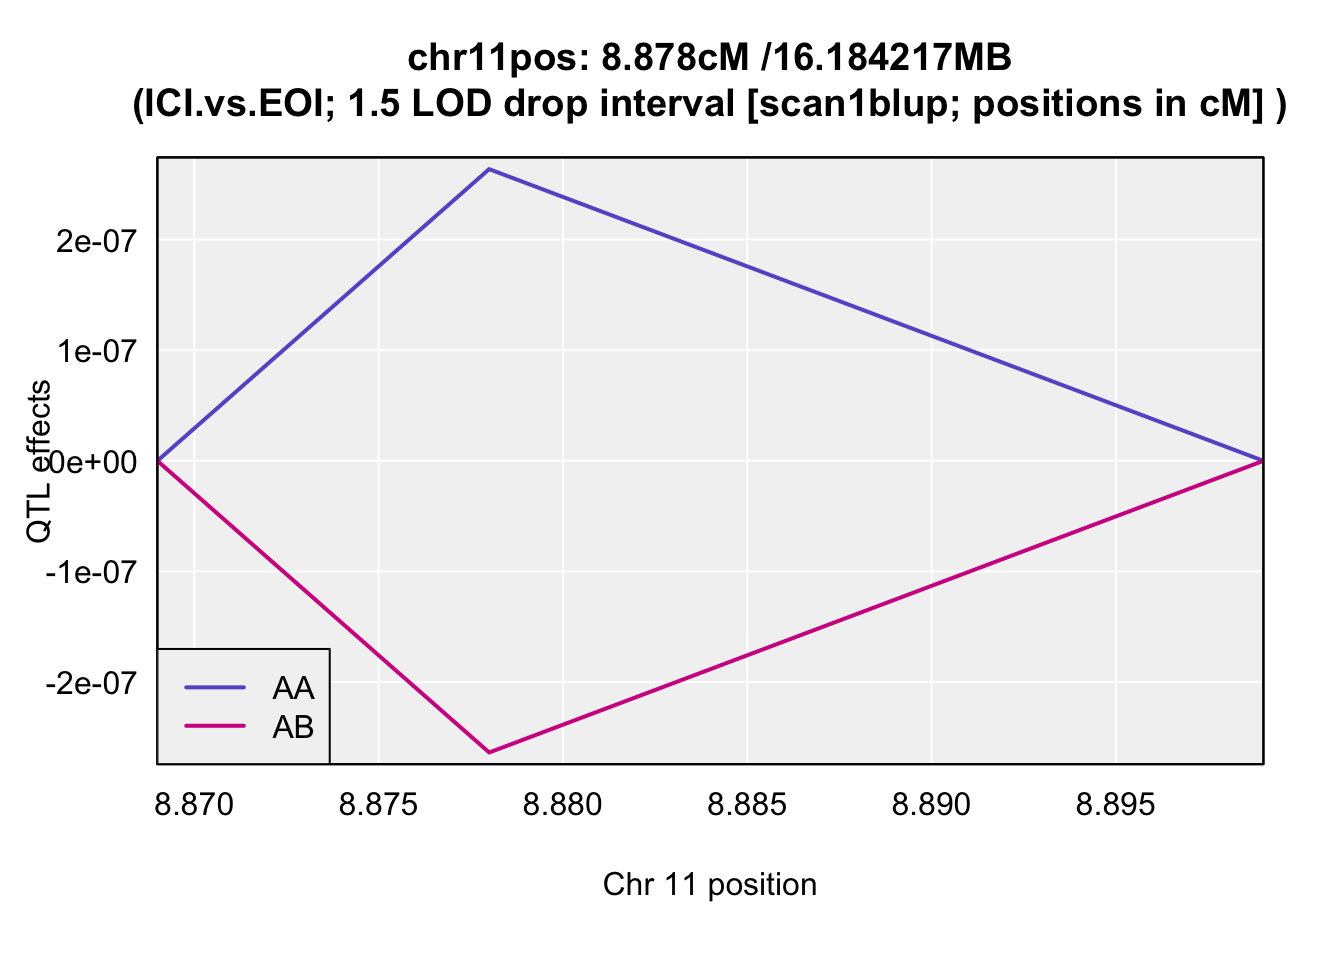 chr11pos: 8.878cM /16.184217MB
(ICI.vs.EOI; 1.5 LOD drop interval [scan1blup; positions in cM] )
QTL effects
2e-07
1e-07
0e+00
-1e-07
-2e-07
AA
AB
8.870 8.875 8.880 8.885 8.890 8.895
Chr 11 position